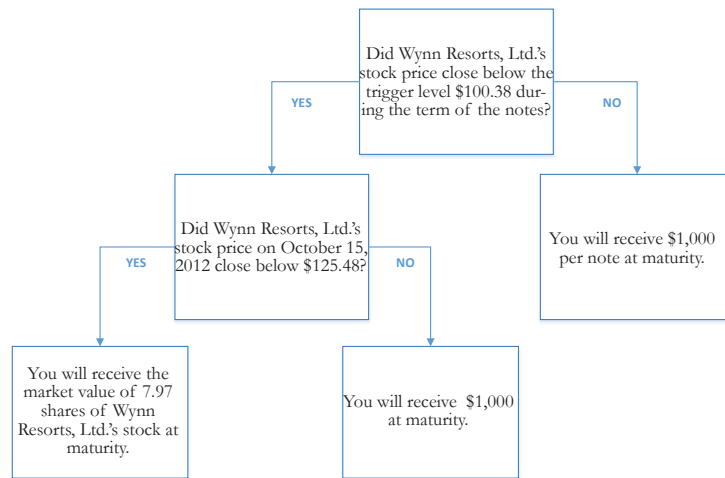 Did Wynn Resorts, Ltd.'s
stock price close below the
trigger level $100.38 dur-
ing the term of the notes?
YES
NO
Did Wynn Resorts, Ltd.'s
stock price on October 15,
2012 close below $125.48?
You will receive $1,000
per note at maturity.
YES
NO
You will receive the
market value of 7.97
shares of Wynn
Resorts, Ltd.'s stock at
maturity.
You will receive $1,000
at maturity.